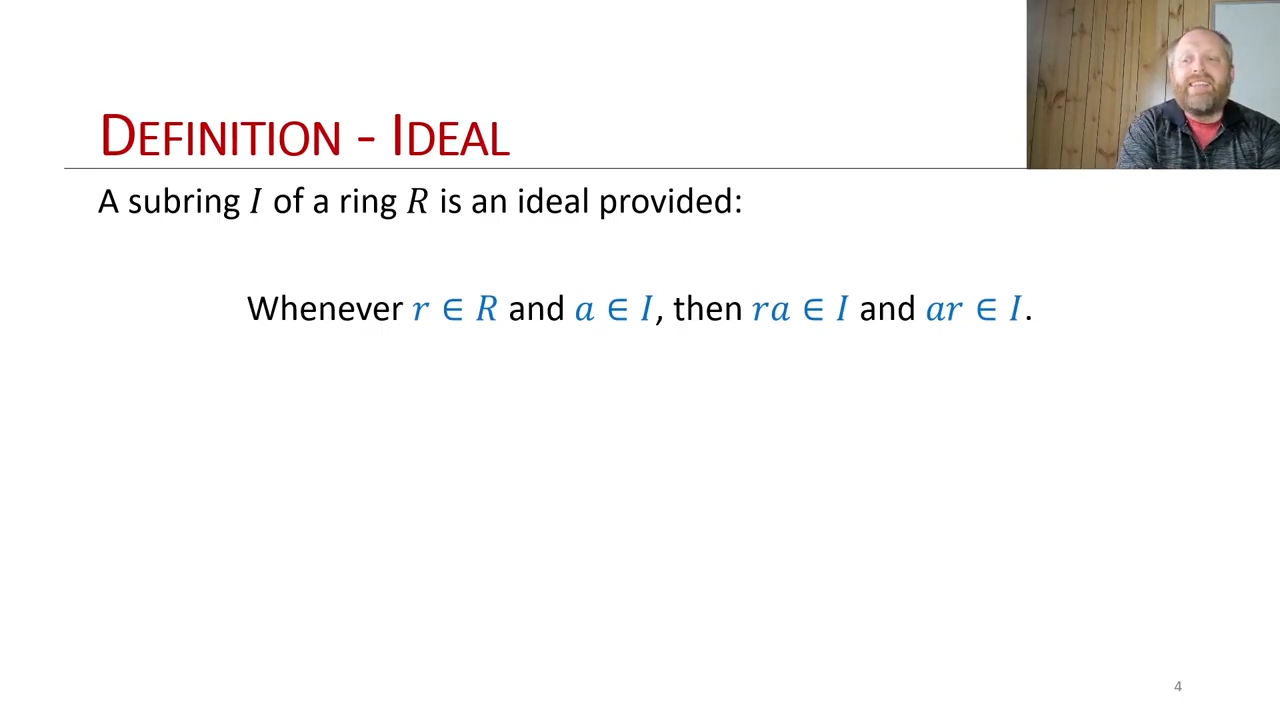 DEFINITION - IDEAL
A subring 𝐼 of a ring 𝑅 is an ideal provided:
Whenever 𝑟 ∈ 𝑅 and 𝑎 ∈ 𝐼, then 𝑟𝑎 ∈ 𝐼 and 𝑎𝑟 ∈ 𝐼.
4